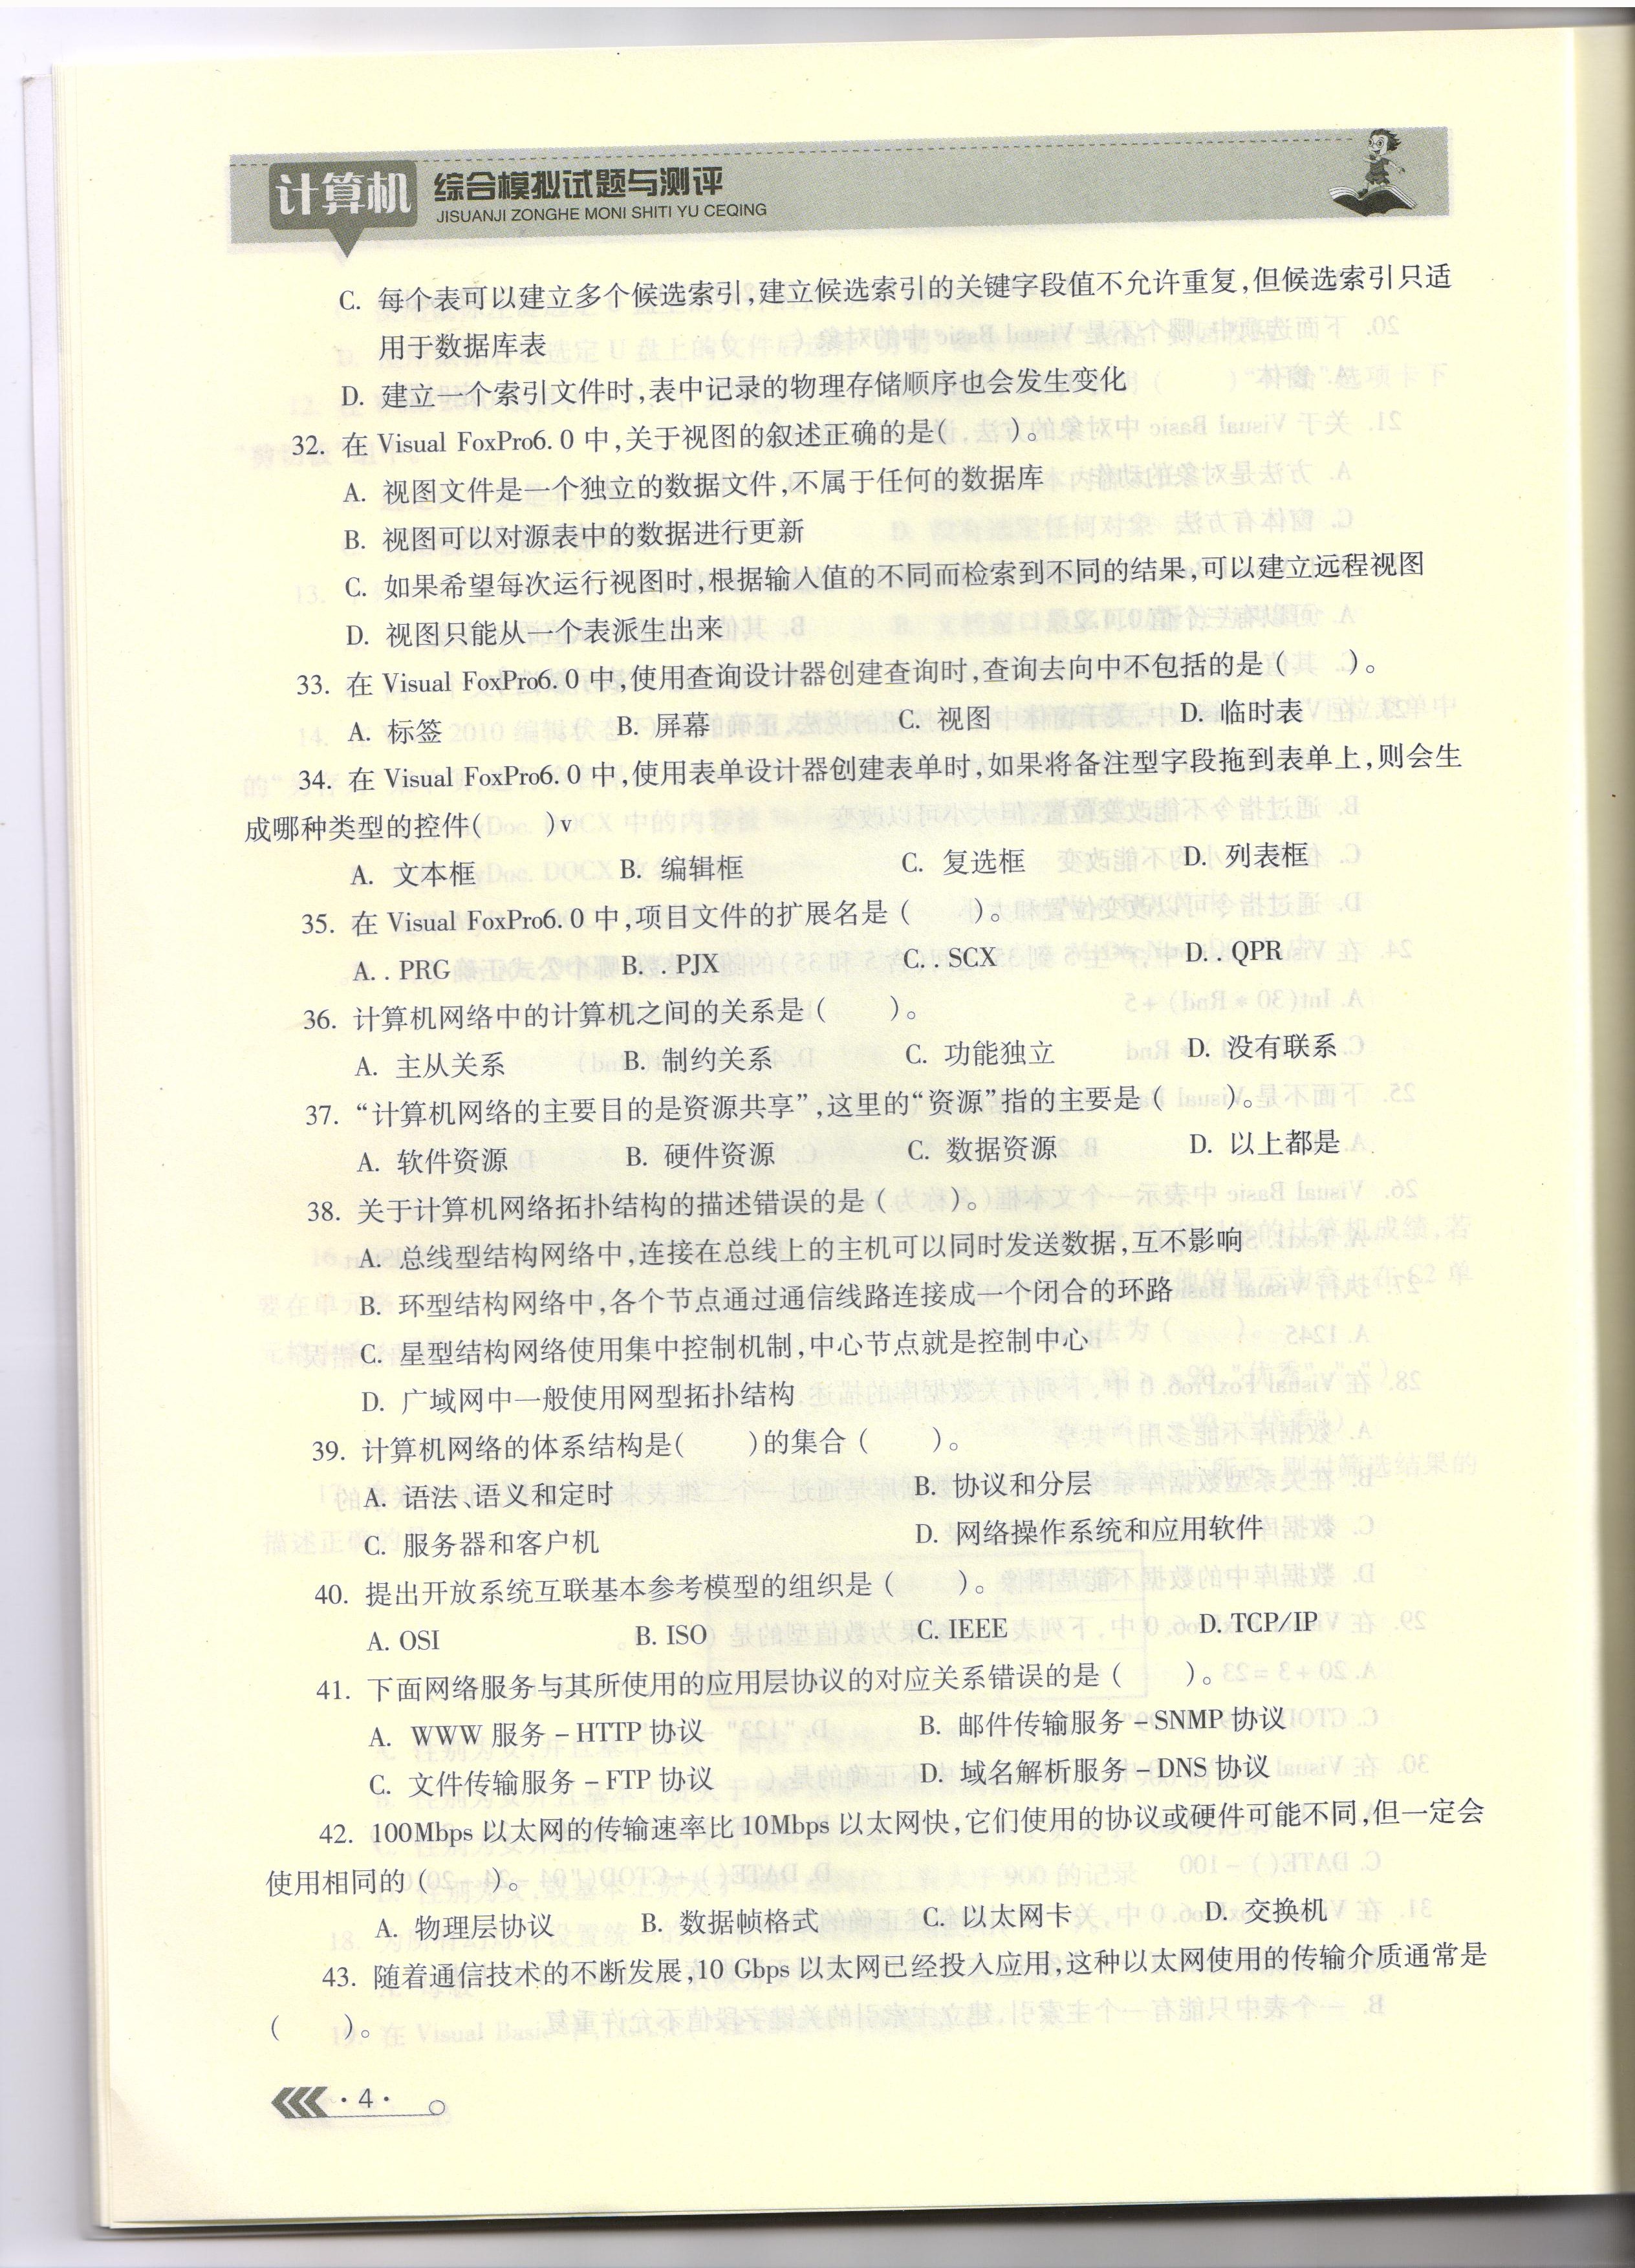 计算机 综合模拟试题与测评
JISUANJI ZONGHE MONI SHITI YU CEQING
C. 每个表可以建立多个候选索引,建立候选索引的关键字段值不允许重复,但候选索引只适
用于数据库表
D. 建立一个索引文件时,表中记录的物理存储顺序也会发生变化
32. 在 Visual FoxPro6. 0 中,关于视图的叙述正确的是(  )。
A. 视图文件是一个独立的数据文件,不属于任何的数据库
B. 视图可以对源表中的数据进行更新
C. 如果希望每次运行视图时,根据输入值的不同而检索到不同的结果,可以建立远程视图
D. 视图只能从一个表派生出来
33. 在 Visual FoxPro6. 0 中,使用查询设计器创建查询时,查询去向中不包括的是(  )。
A. 标签 B. 屏幕 C. 视图 D. 临时表
34. 在 Visual FoxPro6. 0 中,使用表单设计器创建表单时,如果将备注型字段拖到表单上,则会生
成哪种类型的控件(  )v
A. 文本框 B. 编辑框 C. 复选框 D. 列表框
35. 在 Visual FoxPro6. 0 中,项目文件的扩展名是(  )。
A. . PRG B. . PJX C. . SCX D. . QPR
36. 计算机网络中的计算机之间的关系是(  )。
A. 主从关系 B. 制约关系 C. 功能独立 D. 没有联系
37. “计算机网络的主要目的是资源共享”,这里的“资源”指的主要是(  )。
A. 软件资源 B. 硬件资源 C. 数据资源 D. 以上都是
38. 关于计算机网络拓扑结构的描述错误的是(  )。
A. 总线型结构网络中,连接在总线上的主机可以同时发送数据,互不影响
B. 环型结构网络中,各个节点通过通信线路连接成一个闭合的环路
C. 星型结构网络使用集中控制机制,中心节点就是控制中心
D. 广域网中一般使用网型拓扑结构
39. 计算机网络的体系结构是(  )的集合(  )。
A. 语法、语义和定时 B. 协议和分层
C. 服务器和客户机 D. 网络操作系统和应用软件
40. 提出开放系统互联基本参考模型的组织是(  )。
A. OSI B. ISO C. IEEE D. TCP/IP
41. 下面网络服务与其所使用的应用层协议的对应关系错误的是(  )。
A. WWW 服务 – HTTP 协议 B. 邮件传输服务 – SNMP 协议
C. 文件传输服务 – FTP 协议 D. 域名解析服务 – DNS 协议
42. 100Mbps 以太网的传输速率比 10Mbps 以太网快,它们使用的协议或硬件可能不同,但一定会
使用相同的(  )。
A. 物理层协议 B. 数据帧格式 C. 以太网卡 D. 交换机
43. 随着通信技术的不断发展,10 Gbps 以太网已经投入应用,这种以太网使用的传输介质通常是
(  )。
· 4 ·